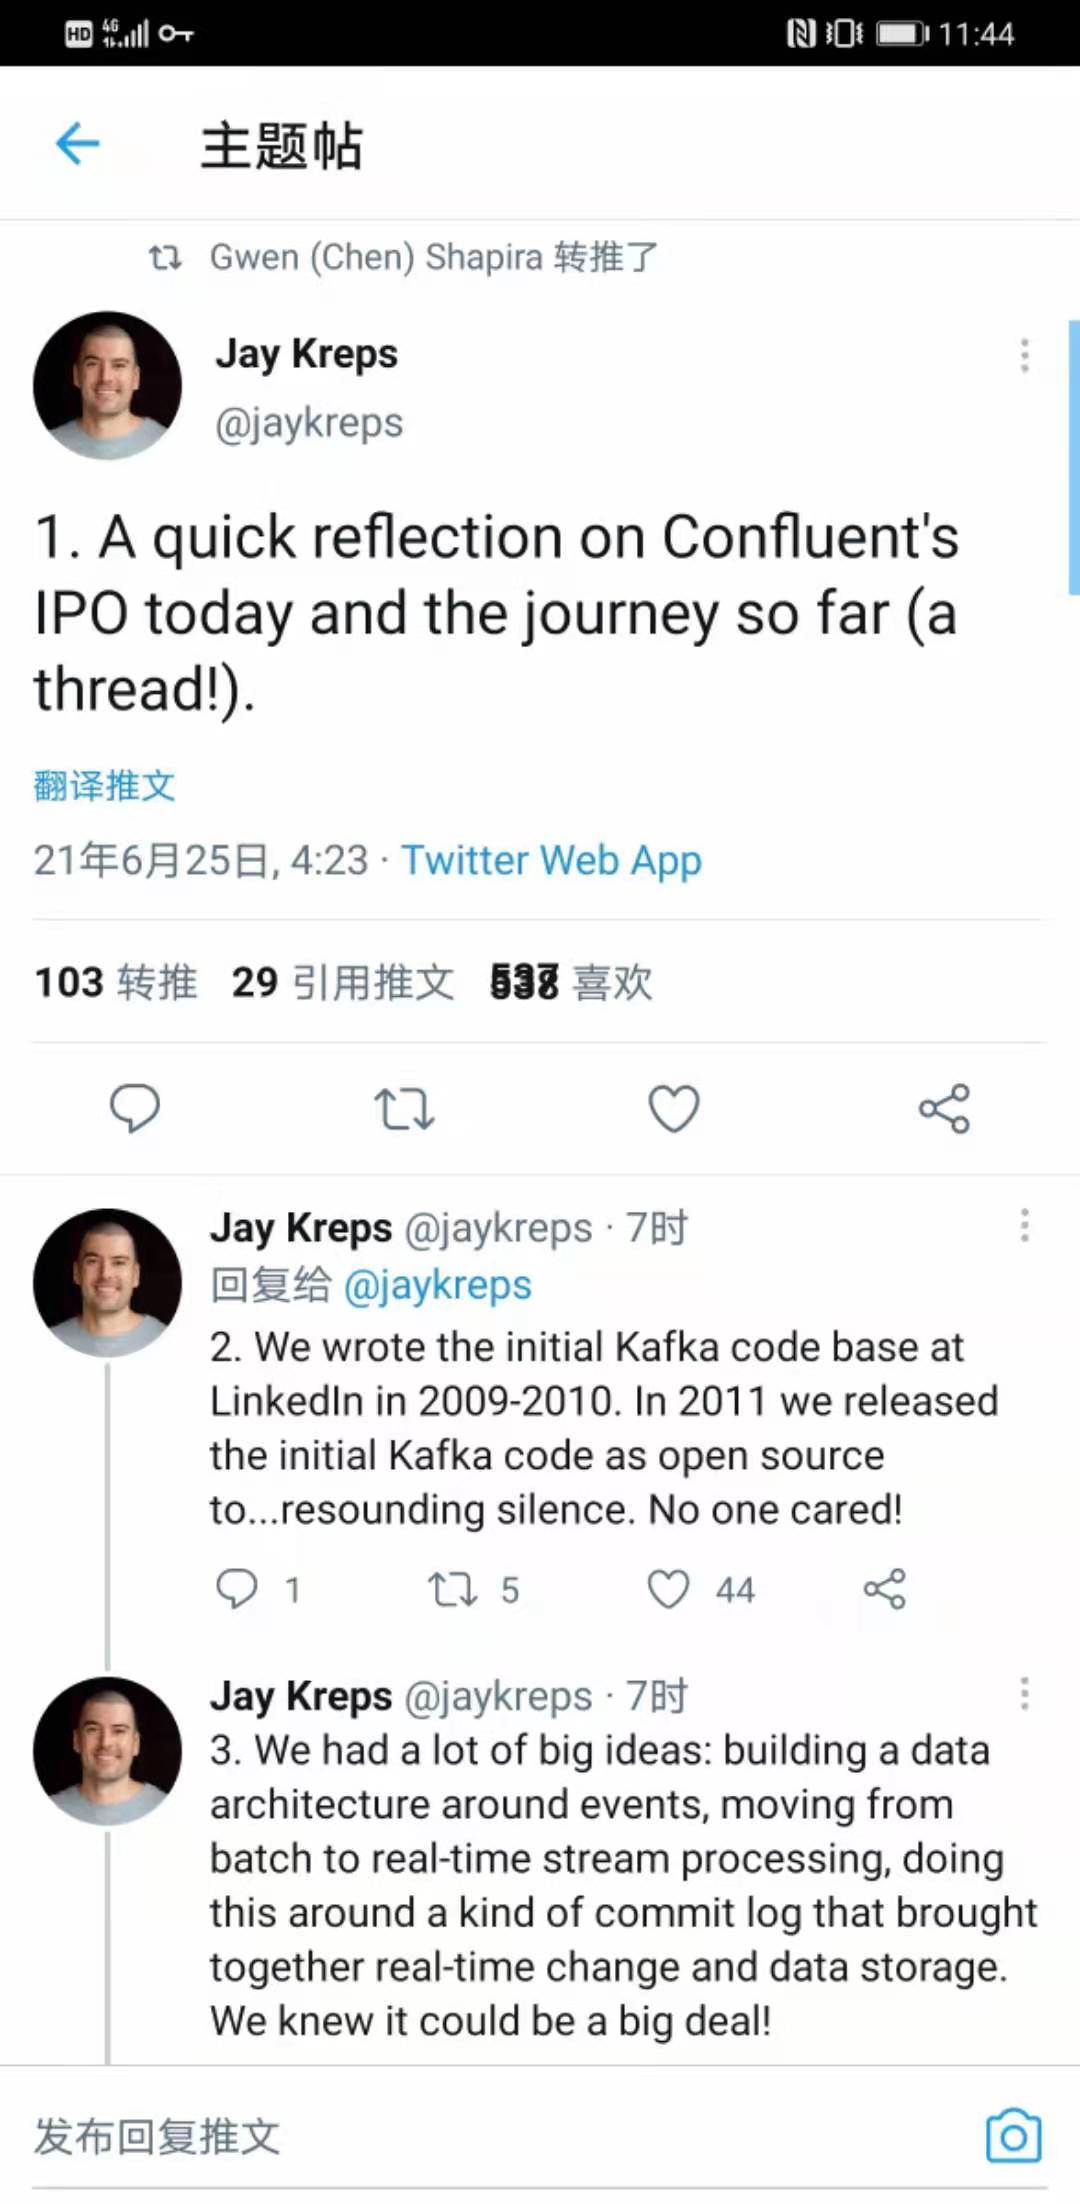 HD 4G 11:44
主题帖
Gwen (Chen) Shapira 转推了
Jay Kreps
@jaykreps
1. A quick reflection on Confluent's
IPO today and the journey so far (a
thread!).
翻译推文
21年6月25日, 4:23 · Twitter Web App
103 转推 29 引用推文 喜欢
Jay Kreps @jaykreps · 7时
回复给 @jaykreps
2. We wrote the initial Kafka code base at
LinkedIn in 2009-2010. In 2011 we released
the initial Kafka code as open source
to...resounding silence. No one cared!
1 5 44
Jay Kreps @jaykreps · 7时
3. We had a lot of big ideas: building a data
architecture around events, moving from
batch to real-time stream processing, doing
this around a kind of commit log that brought
together real-time change and data storage.
We knew it could be a big deal!
发布回复推文